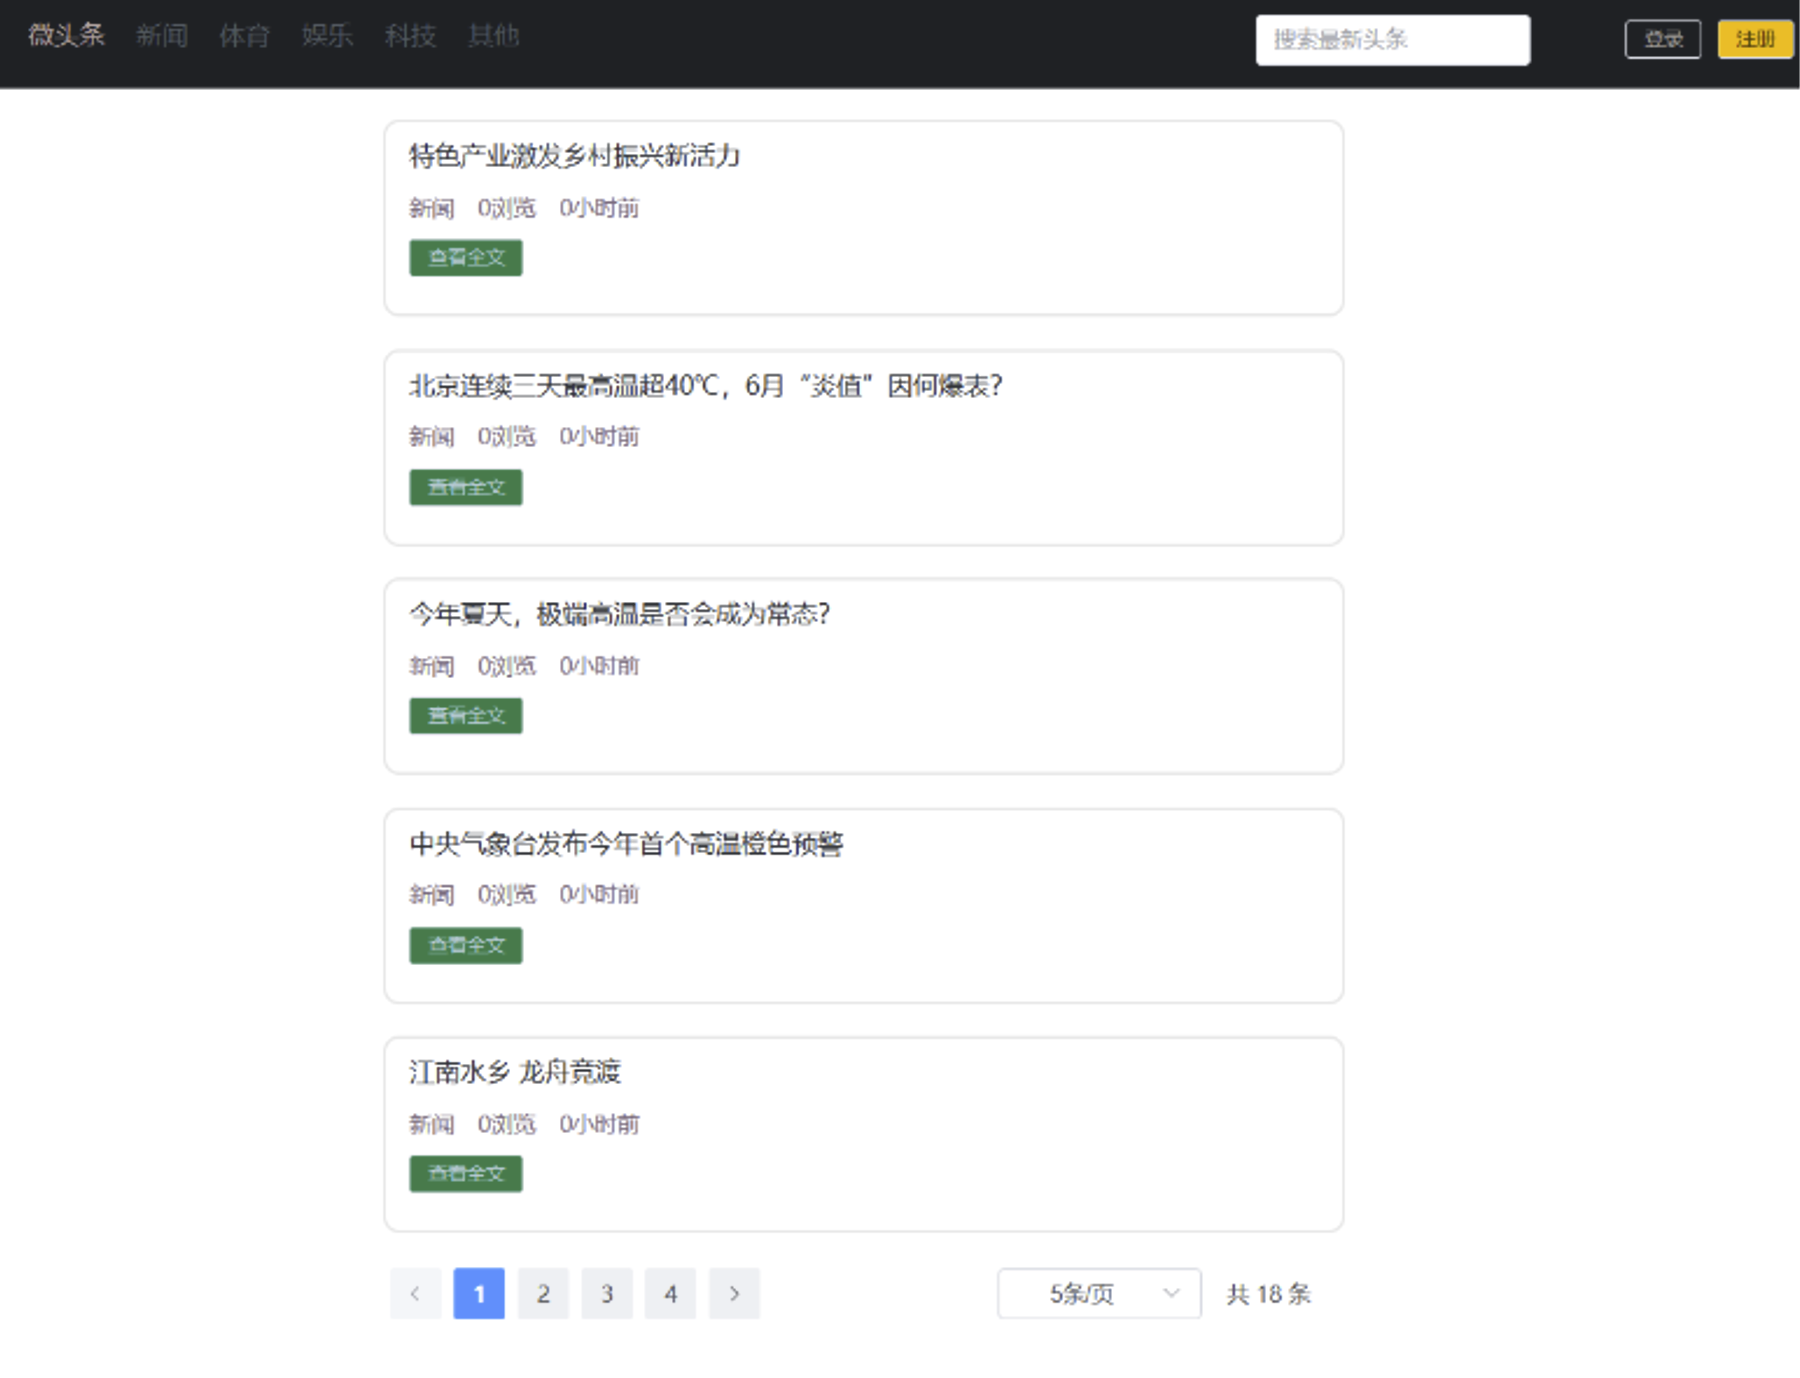 微头条 新闻 体育 娱乐 科技 其他 搜索最新头条 登录 注册
特色产业激发乡村振兴新活力
新闻 0浏览 0小时前
查看全文
北京连续三天最高温超40℃，6月“炎值”因何爆表？
新闻 0浏览 0小时前
查看全文
今年夏天，极端高温是否会成为常态？
新闻 0浏览 0小时前
查看全文
中央气象台发布今年首个高温橙色预警
新闻 0浏览 0小时前
查看全文
江南水乡 龙舟竞渡
新闻 0浏览 0小时前
查看全文
1 2 3 4 5条/页 共 18 条